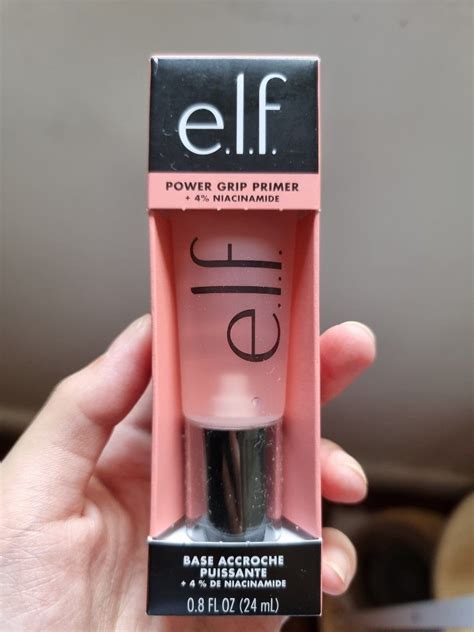 e.l.f.
POWER GRIP PRIMER
+ 4% NIACINAMIDE
e.l.f.
BASE ACCROCHE
PUISSANTE
+ 4 % DE NIACINAMIDE
0.8 FL OZ (24 mL)